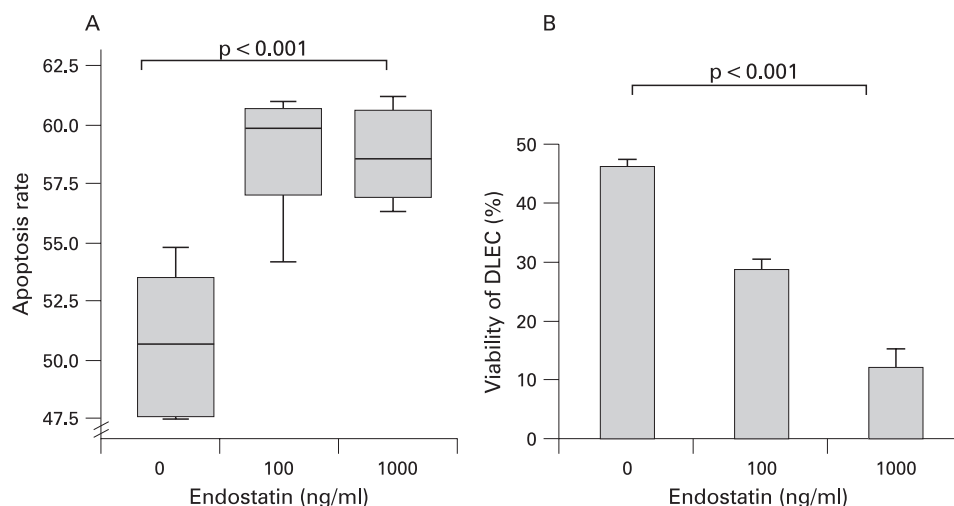 A
p < 0.001
62.5
60.0
57.5
55.0
52.5
50.0
47.5
Apoptosis rate
0 100 1000
Endostatin (ng/ml)
B
p < 0.001
50
40
30
20
10
0
Viability of DLEC (%)
0 100 1000
Endostatin (ng/ml)